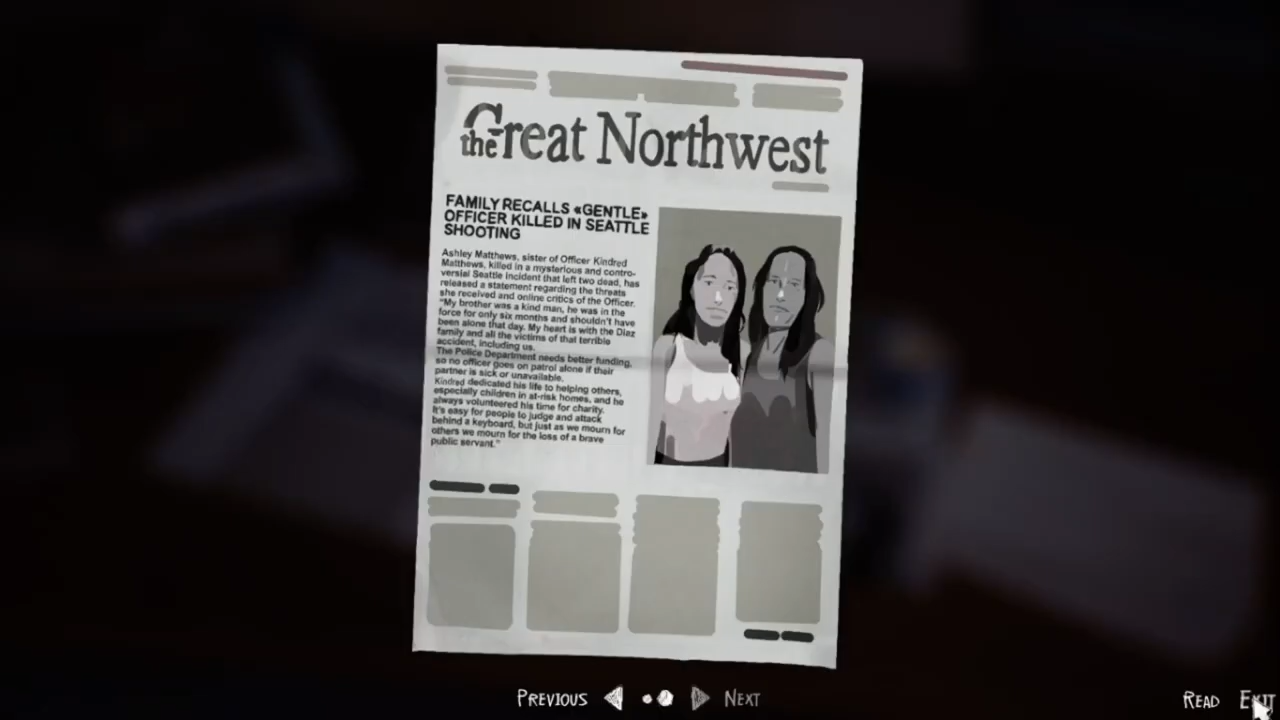 the Great Northwest
FAMILY RECALLS «GENTLE»
OFFICER KILLED IN SEATTLE
SHOOTING
Ashley Matthews, sister of Officer Kindred
Matthews, killed in a mysterious and contro-
versial Seattle incident that left two dead, has
released a statement regarding the threats
she received and online critics of the Officer.
"My brother was a kind man, he was in the
force for only six months and shouldn't have
been alone that day. My heart is with the Diaz
family and all the victims of that terrible
accident, including us.
The Police Department needs better funding,
so no officer goes on patrol alone if their
partner is sick or unavailable.
Kindred dedicated his life to helping others,
especially children in at-risk homes, and he
always volunteered his time for charity.
It's easy for people to judge and attack
behind a keyboard, but just as we mourn for
others we mourn for the loss of a brave
public servant."
PREVIOUS NEXT
READ EXIT